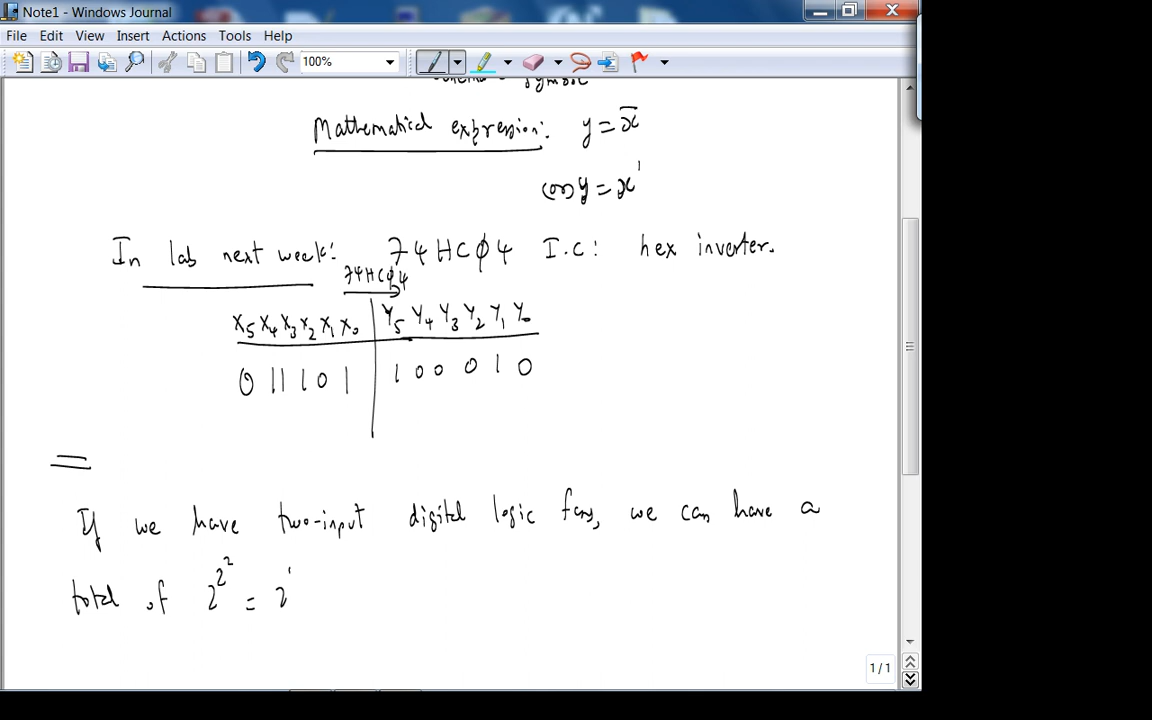 Note1 - Windows Journal
File Edit View Insert Actions Tools Help
100%
Symbol
Mathematical expression: y = x̄
(or) y = x'
In lab next week: 74HCφ4 I.C: hex inverter.
74HCφ4
X5 X4 X3 X2 X1 X0 Y5 Y4 Y3 Y2 Y1 Y0
0 1 1 1 0 1 1 0 0 0 1 0
If we have two-input digital logic fxns, we can have a
total of 2^2^2 = 2
1/1